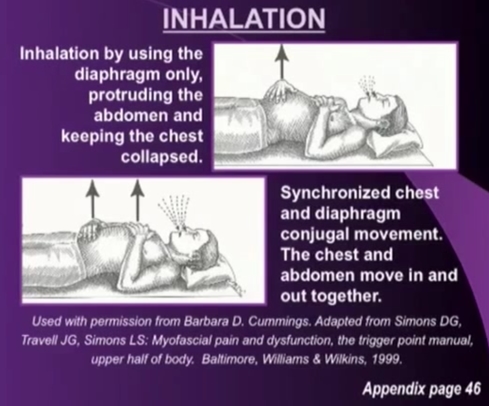 INHALATION
Inhalation by using the
diaphragm only,
protruding the
abdomen and
keeping the chest
collapsed.
Synchronized chest
and diaphragm
conjugal movement.
The chest and
abdomen move in and
out together.
Used with permission from Barbara D. Cummings. Adapted from Simons DG,
Travell JG, Simons LS: Myofascial pain and dysfunction, the trigger point manual,
upper half of body. Baltimore, Williams & Wilkins, 1999.
Appendix page 46